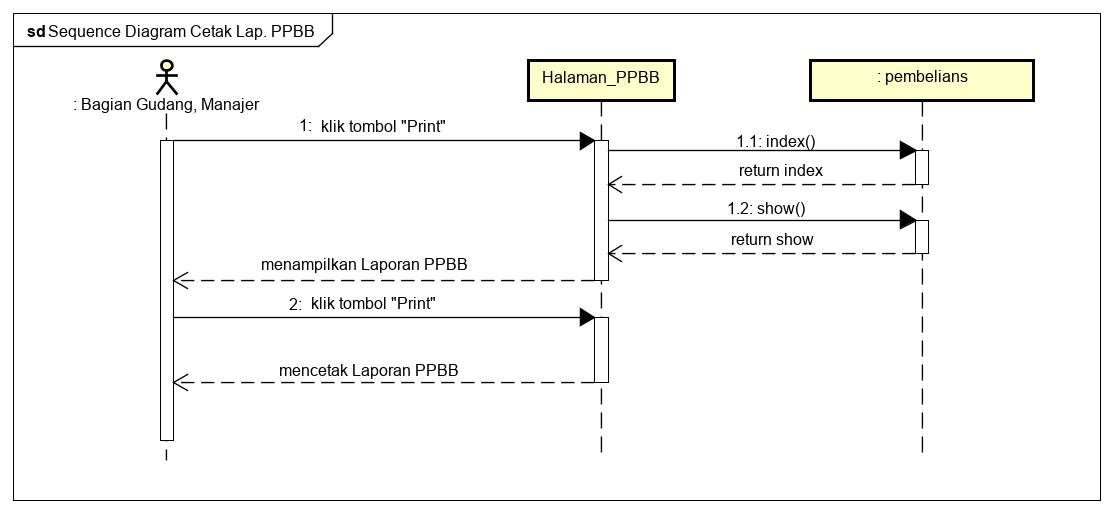 sd Sequence Diagram Cetak Lap. PPBB
: Bagian Gudang, Manajer
Halaman_PPBB
: pembelians
1: klik tombol "Print"
1.1: index()
return index
1.2: show()
return show
menampilkan Laporan PPBB
2: klik tombol "Print"
mencetak Laporan PPBB